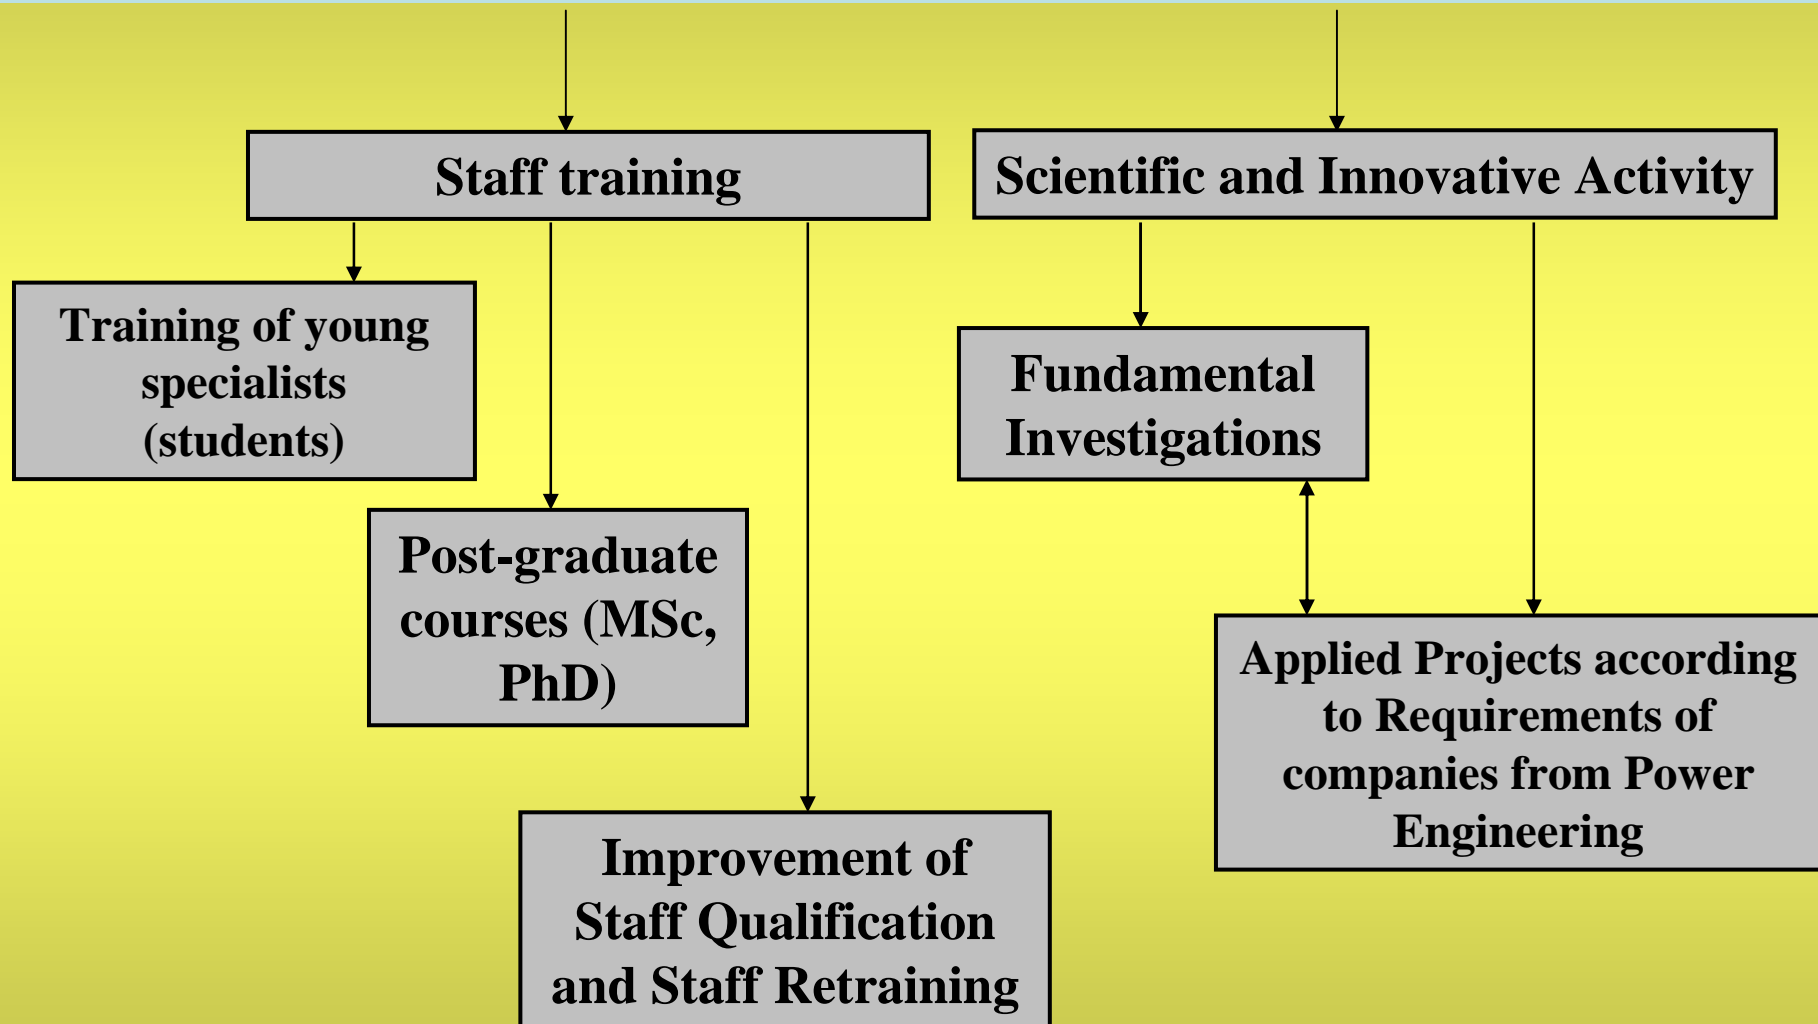 Staff training
Scientific and Innovative Activity
Training of young
specialists
(students)
Fundamental
Investigations
Post-graduate
courses (MSc,
PhD)
Applied Projects according
to Requirements of
companies from Power
Engineering
Improvement of
Staff Qualification
and Staff Retraining